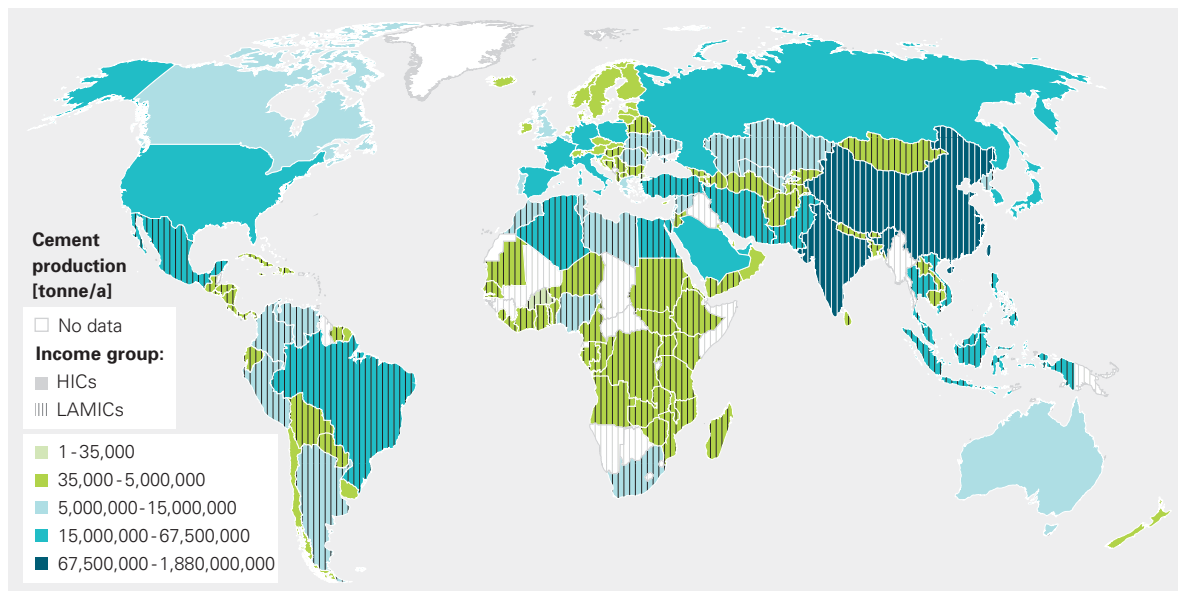 Cement
production
[tonne/a]
No data
Income group:
HICs
LAMICs
1 - 35,000
35,000 - 5,000,000
5,000,000 - 15,000,000
15,000,000 - 67,500,000
67,500,000 - 1,880,000,000